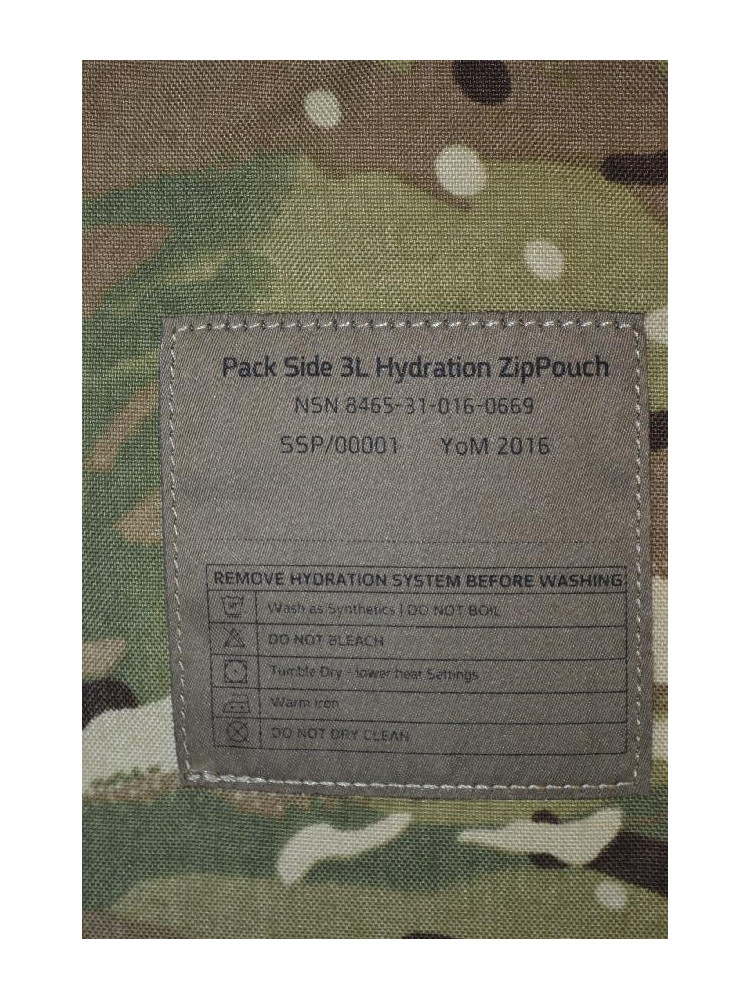 Pack Side 3L Hydration ZipPouch
NSN 8465-31-016-0669
SSP/00001 YoM 2016
REMOVE HYDRATION SYSTEM BEFORE WASHING
Wash as Synthetics | DO NOT BOIL
DO NOT BLEACH
Tumble Dry - lower heat Settings
Warm Iron
DO NOT DRY CLEAN